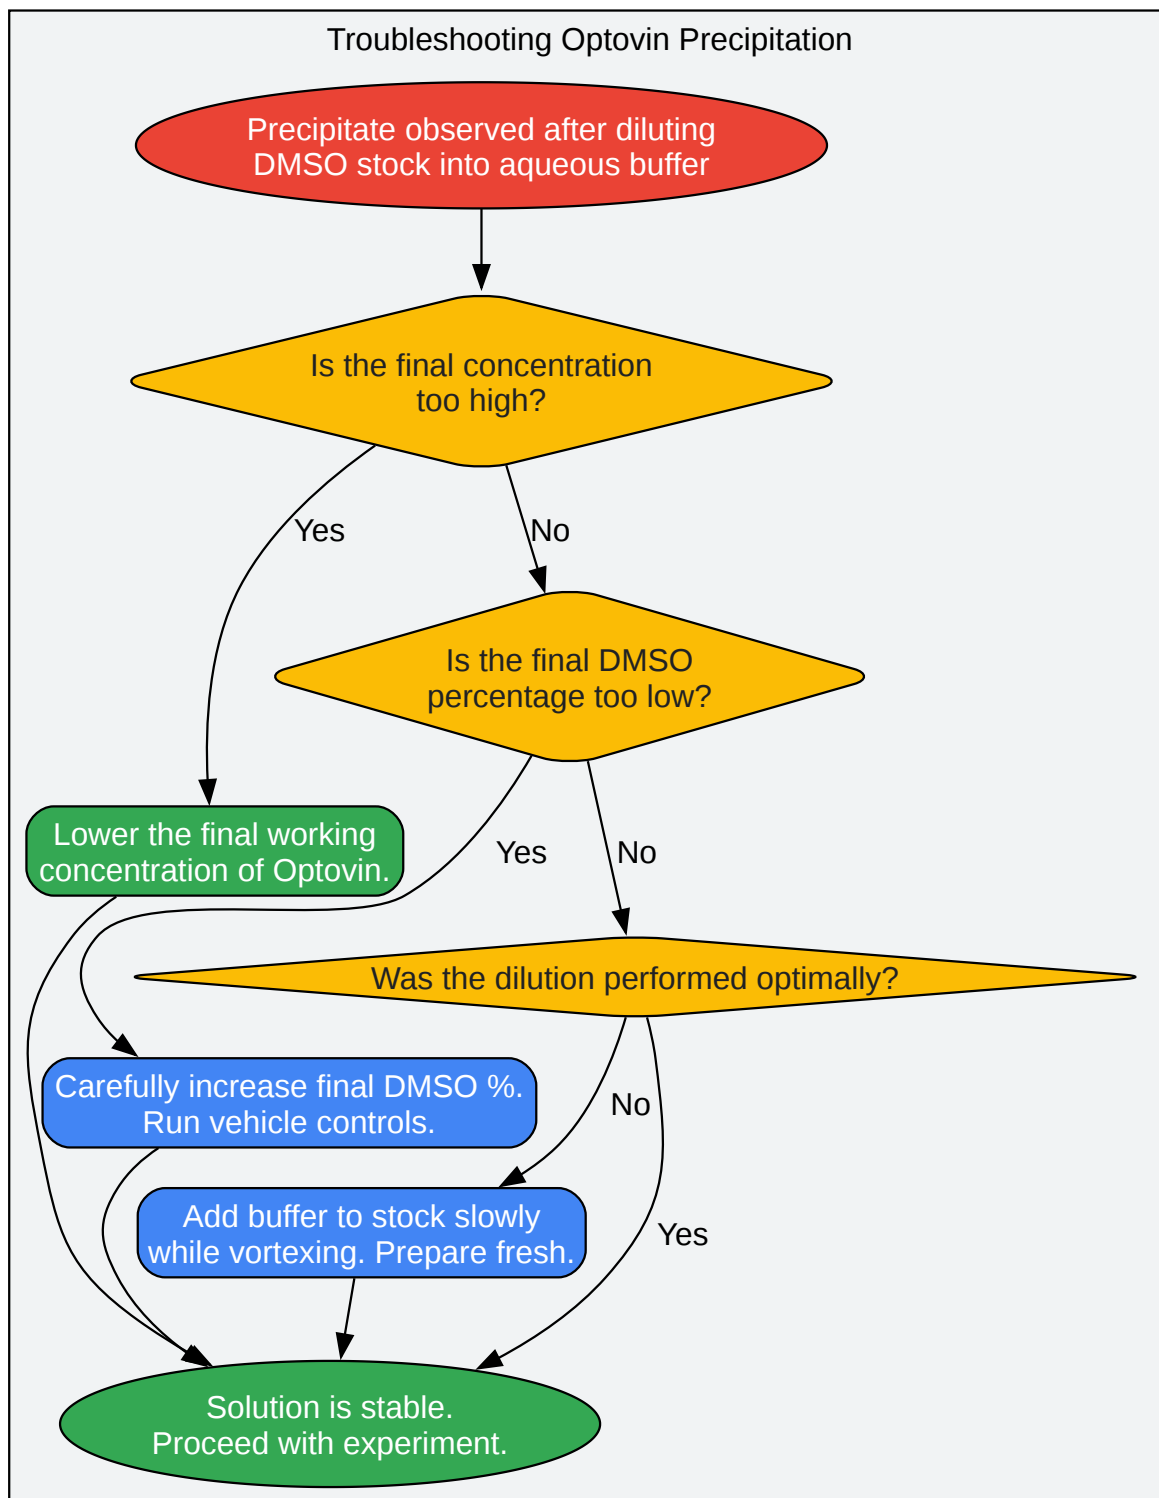 Troubleshooting Optovin Precipitation
Precipitate observed after diluting
DMSO stock into aqueous buffer
Is the final concentration
too high?
Yes
No
Is the final DMSO
percentage too low?
Lower the final working
concentration of Optovin.
Yes
No
Was the dilution performed optimally?
Carefully increase final DMSO %.
Run vehicle controls.
No
Add buffer to stock slowly
while vortexing. Prepare fresh.
Yes
Solution is stable.
Proceed with experiment.